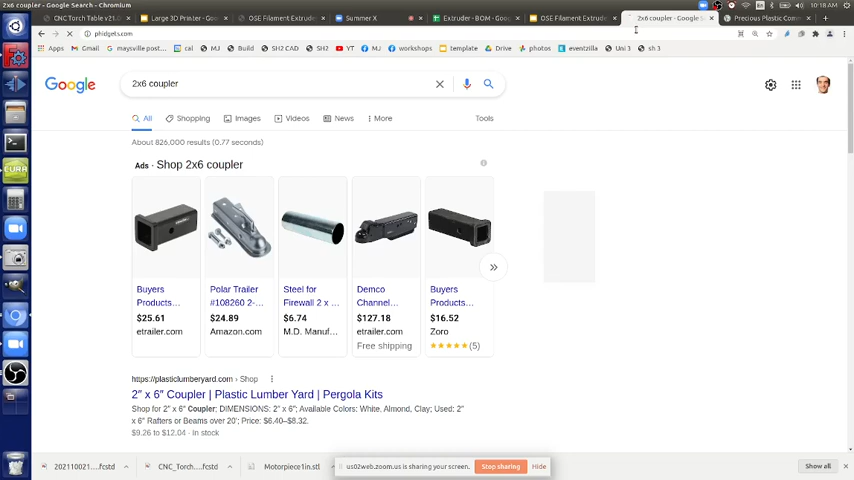 2x6 coupler - Google Search - Chromium
10:18 AM
CNC Torch Table v21.0
Large 3D Printer - Goo
OSE Filament Extrude
Summer X
Extruder - BOM - Goo
OSE Filament Extrude
2x6 coupler - Google S
Precious Plastic Comm
phidgets.com
Apps
Gmail
maysville post...
Blog
Build
SH2 CAD
SH2
YT
MJ
workshops
template
Drive
photos
eventzilla
Uni 3
sh 3
Google
2x6 coupler
All
Shopping
Images
Videos
News
More
Tools
About 826,000 results (0.77 seconds)
Ads · Shop 2x6 coupler
Buyers Products... $25.61 etrailer.com
Polar Trailer #108260 2-... $24.89 Amazon.com
Steel for Firewall 2 x ... $6.74 M.D. Manuf...
Demco Channel... $127.18 etrailer.com Free shipping
Buyers Products... $16.52 Zoro (5)
https://plasticlumberyard.com › Shop
2" x 6" Coupler | Plastic Lumber Yard | Pergola Kits
Shop for 2" x 6" Coupler: DIMENSIONS: 2" x 6"; Available Colors: White, Almond, Clay; Used: 2"
x 6" Rafters or Beams over 20'; Price: $6.40–$8.32.
$9.26 to $12.04 · In stock
202110021....fcstd
CNC_Torch....fcstd
Motorpiece1in.stl
us02web.zoom.us is sharing your screen.
Stop sharing
Hide
Show all
CURA